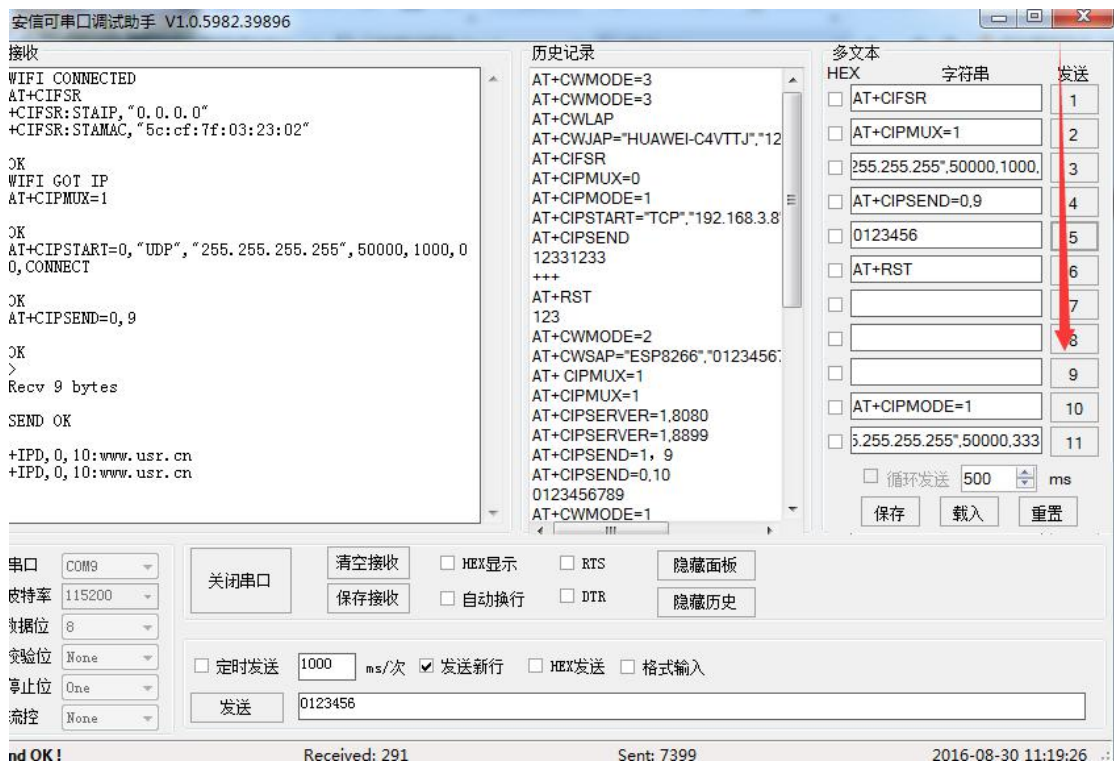 安信可串口调试助手 V1.0.5982.39896
接收
WIFI CONNECTED
AT+CIFSR
+CIFSR:STAIP,"0.0.0.0"
+CIFSR:STAMAC,"5c:cf:7f:03:23:02"
OK
WIFI GOT IP
AT+CIPMUX=1
OK
AT+CIPSTART=0,"UDP","255.255.255.255",50000,1000,0
0,CONNECT
OK
AT+CIPSEND=0,9
OK
>
Recv 9 bytes
SEND OK
+IPD,0,10:www.usr.cn
+IPD,0,10:www.usr.cn
历史记录
AT+CWMODE=3
AT+CWMODE=3
AT+CWLAP
AT+CWJAP="HUAWEI-C4VTTJ","12
AT+CIFSR
AT+CIPMUX=0
AT+CIPMODE=1
AT+CIPSTART="TCP","192.168.3.8
AT+CIPSEND
12331233
+++
AT+RST
123
AT+CWMODE=2
AT+CWSAP="ESP8266","01234567
AT+ CIPMUX=1
AT+CIPMUX=1
AT+CIPSERVER=1,8080
AT+CIPSERVER=1,8899
AT+CIPSEND=1，9
AT+CIPSEND=0,10
0123456789
AT+CWMODE=1
多文本
HEX 字符串 发送
AT+CIFSR 1
AT+CIPMUX=1 2
255.255.255",50000,1000, 3
AT+CIPSEND=0,9 4
0123456 5
AT+RST 6
7
8
9
AT+CIPMODE=1 10
5.255.255.255",50000,333 11
循环发送 500 ms
保存 载入 重置
串口 COM9
波特率 115200
数据位 8
校验位 None
停止位 One
流控 None
关闭串口
清空接收 HEX显示 RTS 隐藏面板
保存接收 自动换行 DTR 隐藏历史
定时发送 1000 ms/次 发送新行 HEX发送 格式输入
发送 0123456
nd OK! Received: 291 Sent: 7399 2016-08-30 11:19:26